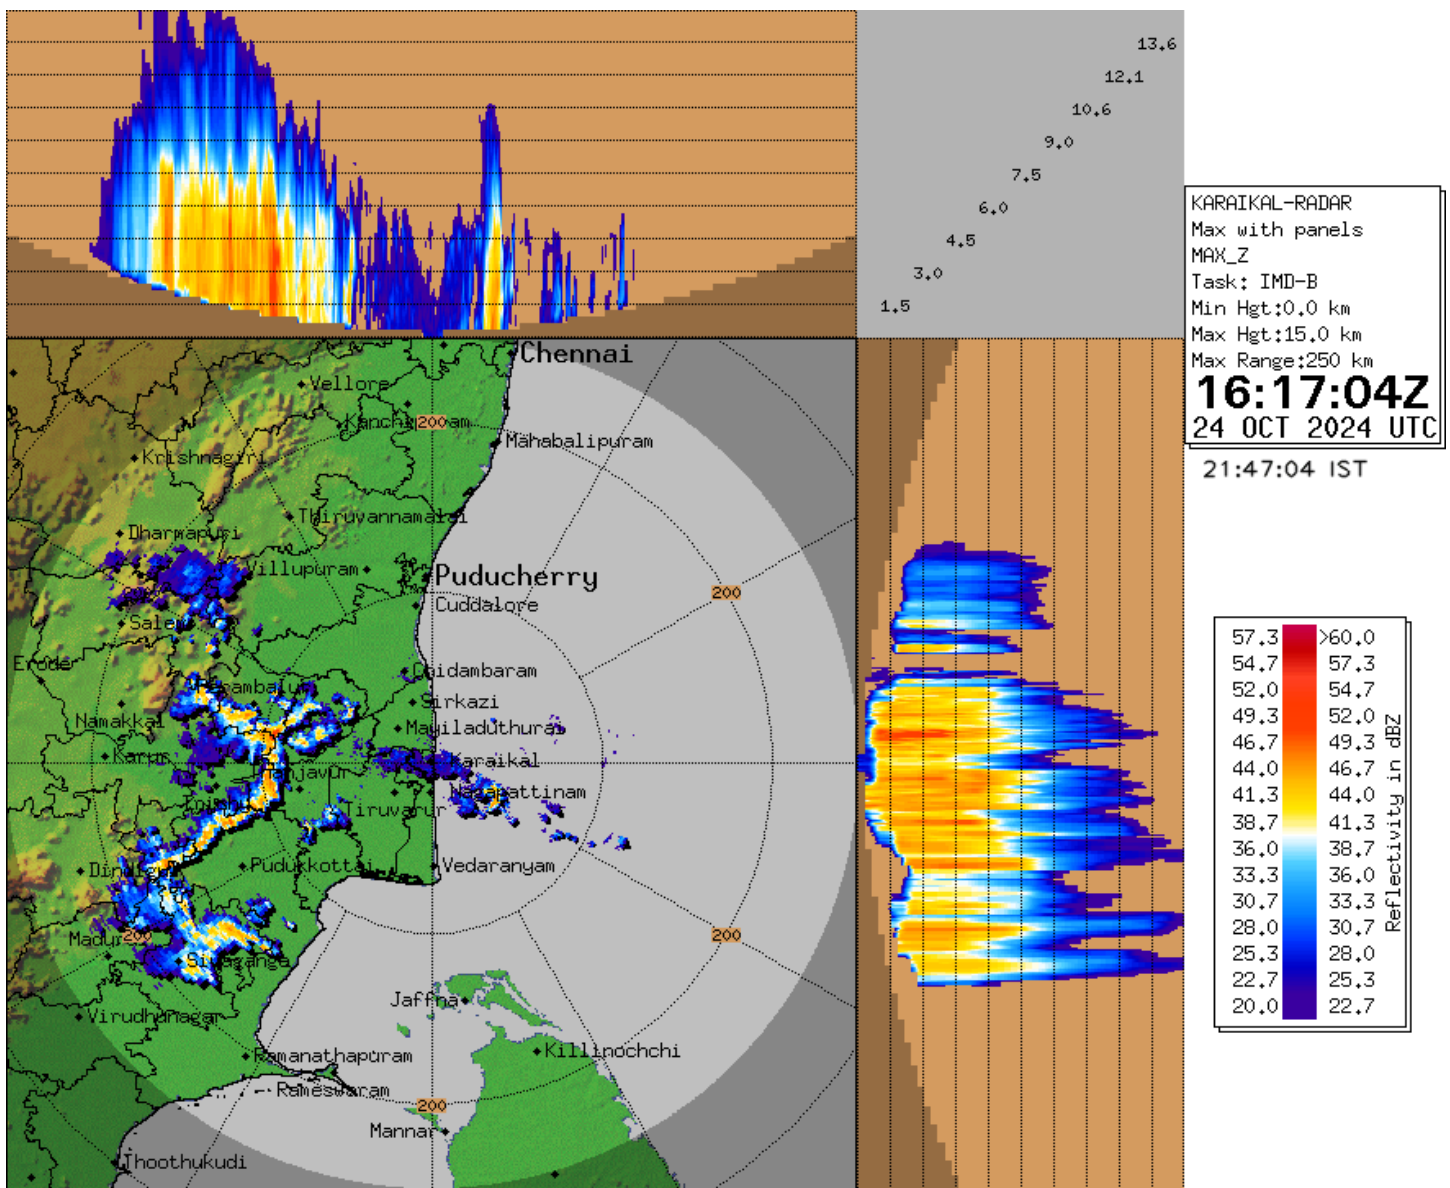 13.6
12.1
10.6
9.0
7.5
6.0
4.5
3.0
1.5
KARAIKAL-RADAR
Max with panels
MAX_Z
Task: IMD-B
Min Hgt:0.0 km
Max Hgt:15.0 km
Max Range:250 km
16:17:04Z
24 OCT 2024 UTC
21:47:04 IST
Chennai
Vellore
200
Mahabalipuram
Krishnagiri
Thiruvannamalai
Dharmapuri
Villupuram
Puducherry
200
Cuddalore
Salem
Erode
Chidambaram
Perambalur
Sirkazi
Namakkal
Mayiladuthurai
Karur
Karaikal
Thanjavur
Nagapattinam
Tiruvarur
Dindigul
Pudukkottai
Vedaranyam
200
200
Sivaganga
Jaffna
Virudhunagar
Ramanathapuram
Killinochchi
Rameswaram
200
Mannar
Thoothukudi
57.3 >60.0
54.7 57.3
52.0 54.7
49.3 52.0
46.7 49.3
44.0 46.7
41.3 44.0
38.7 41.3
36.0 38.7
33.3 36.0
30.7 33.3
28.0 30.7
25.3 28.0
22.7 25.3
20.0 22.7
Reflectivity in dBZ